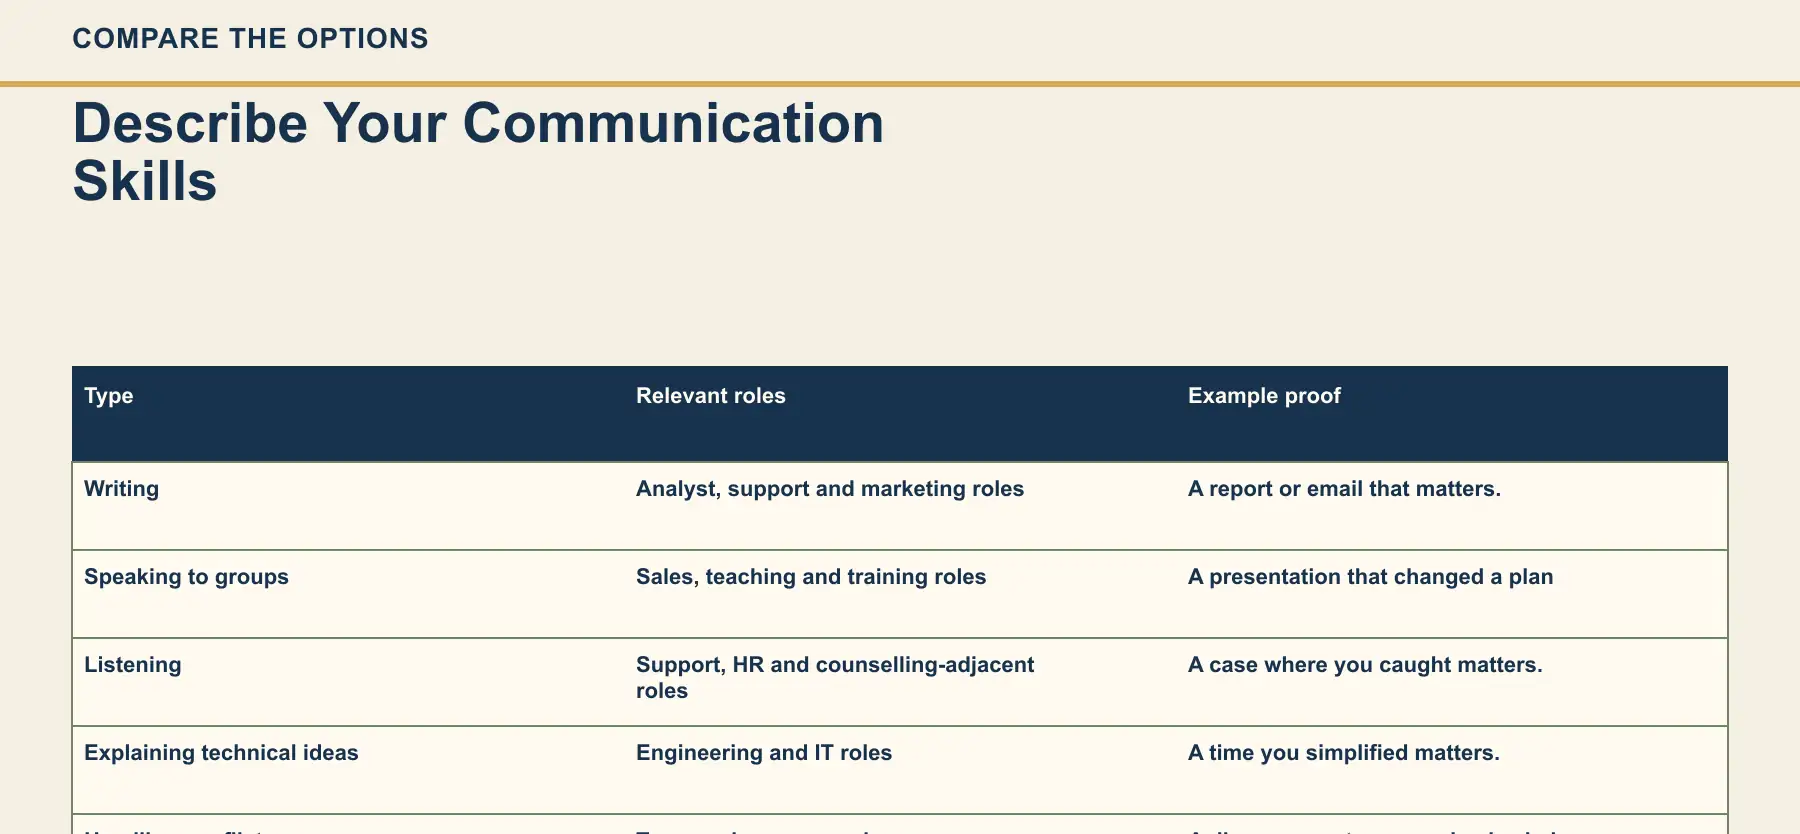 COMPARE THE OPTIONS
Describe Your Communication
Skills
Type Relevant roles Example proof
Writing Analyst, support and marketing roles A report or email that matters.
Speaking to groups Sales, teaching and training roles A presentation that changed a plan
Listening Support, HR and counselling-adjacent A case where you caught matters.
roles
Explaining technical ideas Engineering and IT roles A time you simplified matters.